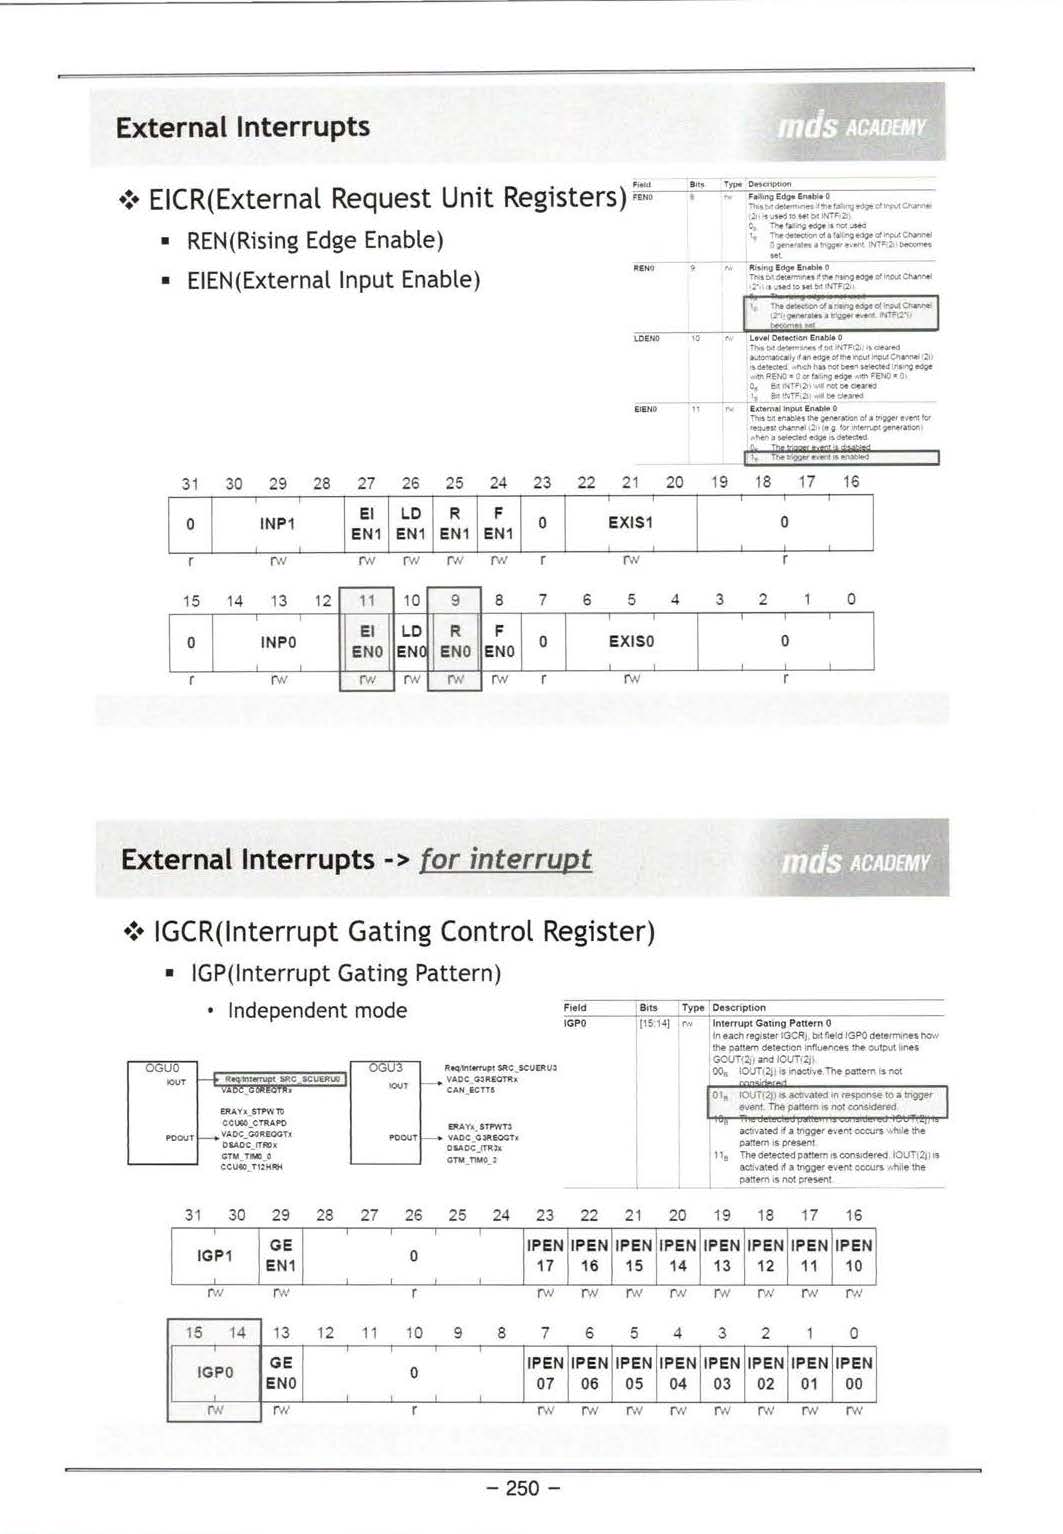 External Interrupts
mds ACADEMY
❖ EICR(External Request Unit Registers)
▪ REN(Rising Edge Enable)
▪ EIEN(External Input Enable)
Field Bits Type Description
FEN0 8 rw Falling Edge Enable 0
This bit determines if the falling edge of Input Channel
(2i) is used to set bit INTF(2i).
0B The falling edge is not used
1B The detection of a falling edge of Input Channel
0 generates a trigger event. INTF(2i) becomes
set.
REN0 9 rw Rising Edge Enable 0
This bit determines if the rising edge of Input Channel
(2*i) is used to set bit INTF(2i).
0B The rising edge is not used
1B The detection of a rising edge of Input Channel
(2*i) generates a trigger event. INTF(2*i)
becomes set
LDEN0 10 rw Level Detection Enable 0
This bit determines if bit INTF(2i) is cleared
automatically if an edge of the input Input Channel (2i)
is detected, which has not been selected (rising edge
with REN0 = 0 or falling edge with FEN0 = 0).
0B Bit INTF(2i) will not be cleared
1B Bit INTF(2i) will be cleared
EIEN0 11 rw External Input Enable 0
This bit enables the generation of a trigger event for
request channel (2i) (e.g. for interrupt generation)
when a selected edge is detected.
0B The trigger event is disabled
1B The trigger event is enabled
31 30 29 28 27 26 25 24 23 22 21 20 19 18 17 16
0 INP1 EI EN1 LD EN1 R EN1 F EN1 0 EXIS1 0
r rw rw rw rw rw r rw r
15 14 13 12 11 10 9 8 7 6 5 4 3 2 1 0
0 INP0 EI EN0 LD EN0 R EN0 F EN0 0 EXIS0 0
r rw rw rw rw rw r rw r
External Interrupts -> for interrupt
mds ACADEMY
❖ IGCR(Interrupt Gating Control Register)
▪ IGP(Interrupt Gating Pattern)
• Independent mode
OGU0
IOUT
PDOUT
Req/Interrupt SRC_SCUERU0
VADC_G0REQTRx
ERAYx_STPWT0
CCU60_CTRAPD
VADC_G0REQGTx
DSADC_ITR0x
GTM_TIM0_0
CCU60_T12HRH
OGU3
IOUT
PDOUT
Req/Interrupt SRC_SCUERU3
VADC_G3REQTRx
CAN_ECTT5
ERAYx_STPWT3
VADC_G3REQGTx
DSADC_ITR3x
GTM_TIM0_3
Field Bits Type Description
IGP0 [15:14] rw Interrupt Gating Pattern 0
In each register IGCRj, bit field IGP0 determines how
the pattern detection influences the output lines
GOUT(2j) and IOUT(2j).
00B IOUT(2j) is inactive.The pattern is not
considered
01B IOUT(2j) is activated in response to a trigger
event. The pattern is not considered.
10B The detected pattern is considered. IOUT(2j) is
activated if a trigger event occurs while the
pattern is present.
11B The detected pattern is considered. IOUT(2j) is
activated if a trigger event occurs while the
pattern is not present.
31 30 29 28 27 26 25 24 23 22 21 20 19 18 17 16
IGP1 GE EN1 0 IPEN 17 IPEN 16 IPEN 15 IPEN 14 IPEN 13 IPEN 12 IPEN 11 IPEN 10
rw rw r rw rw rw rw rw rw rw rw
15 14 13 12 11 10 9 8 7 6 5 4 3 2 1 0
IGP0 GE EN0 0 IPEN 07 IPEN 06 IPEN 05 IPEN 04 IPEN 03 IPEN 02 IPEN 01 IPEN 00
rw rw r rw rw rw rw rw rw rw rw
- 250 -